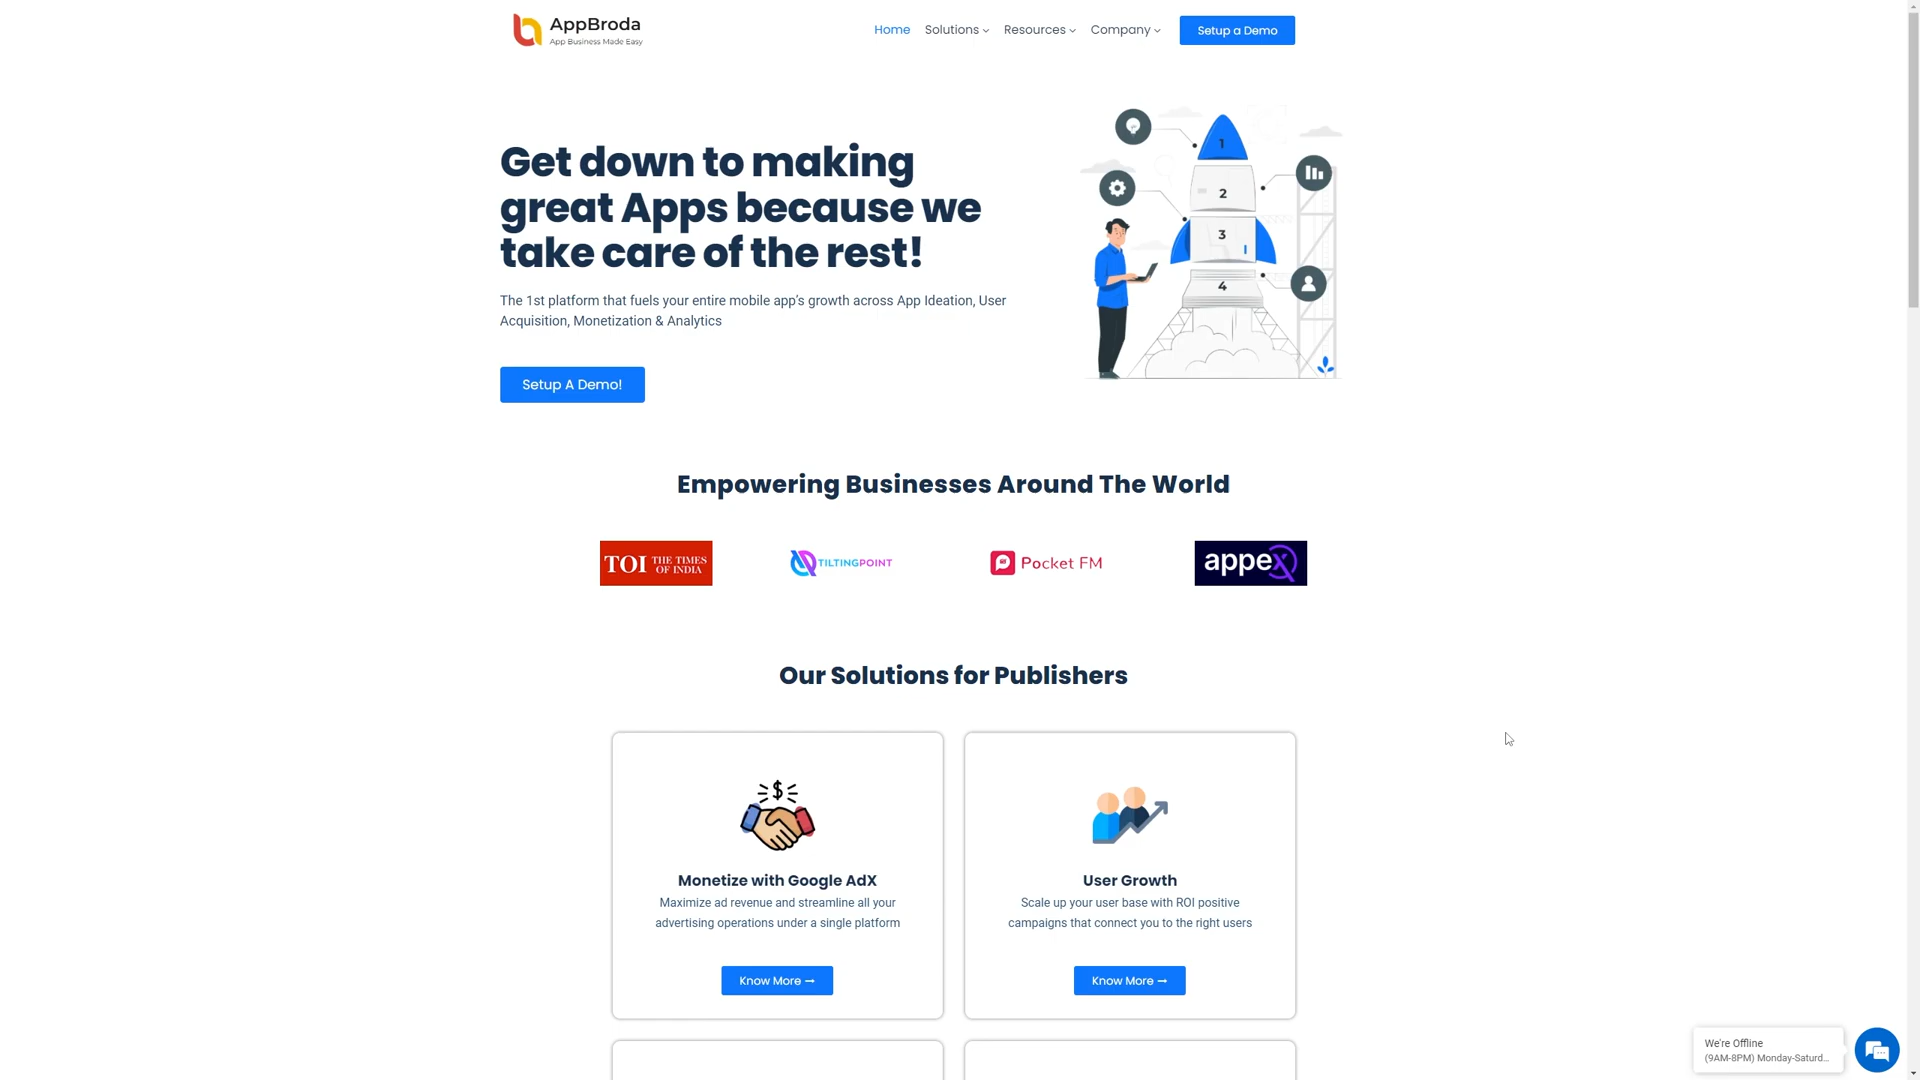 AppBroda
App Business Made Easy
Home
Solutions
Resources
Company
Setup a Demo
Get down to making
great Apps because we
take care of the rest!
The 1st platform that fuels your entire mobile app's growth across App Ideation, User
Acquisition, Monetization & Analytics
Setup A Demo!
1
2
3
4
Empowering Businesses Around The World
TOI THE TIMES
OF INDIA
TILTINGPOINT
Pocket FM
appex
Our Solutions for Publishers
$
Monetize with Google AdX
Maximize ad revenue and streamline all your
advertising operations under a single platform
Know More →
User Growth
Scale up your user base with ROI positive
campaigns that connect you to the right users
Know More →
We're Offline
(9AM-8PM) Monday-Saturd...